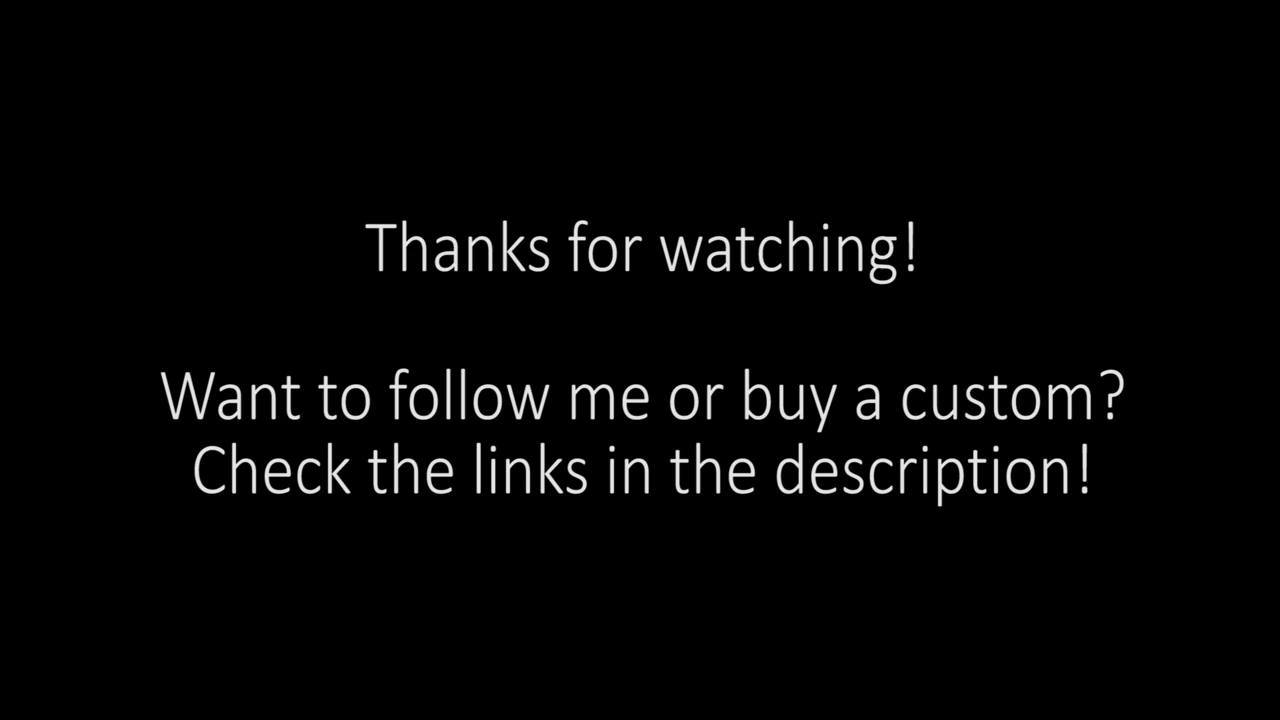 Thanks for watching!
Want to follow me or buy a custom?
Check the links in the description!